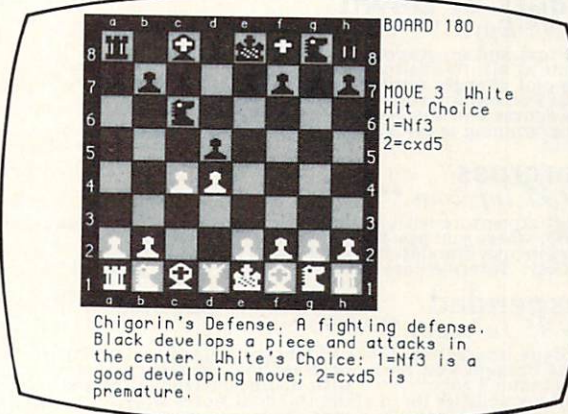 BOARD 180
a b c d e f g h
8 8
7 7
MOVE 3 White
Hit Choice
6 6
1=Nf3
2=cxd5
5 5
4 4
3 3
2 2
1 1
a b c d e f g h
Chigorin's Defense. A fighting defense.
Black develops a piece and attacks in
the center. White's Choice: 1=Nf3 is a
good developing move; 2=cxd5 is
premature.